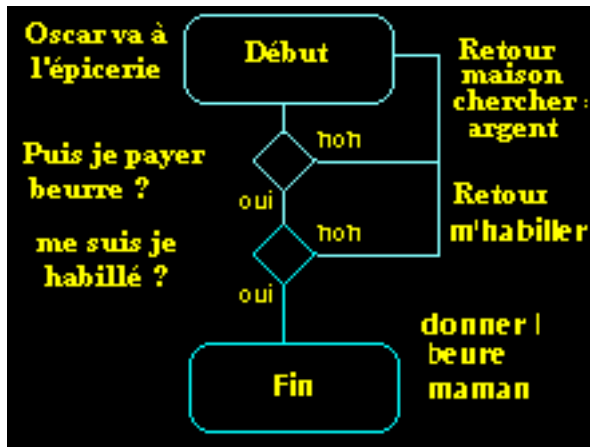 Oscar va à
l'épicerie
Début
Retour
maison
chercher :
argent
non
Puis je payer
beurre ?
oui
Retour
m'habiller
non
me suis je
habillé ?
oui
donner l
beure
maman
Fin